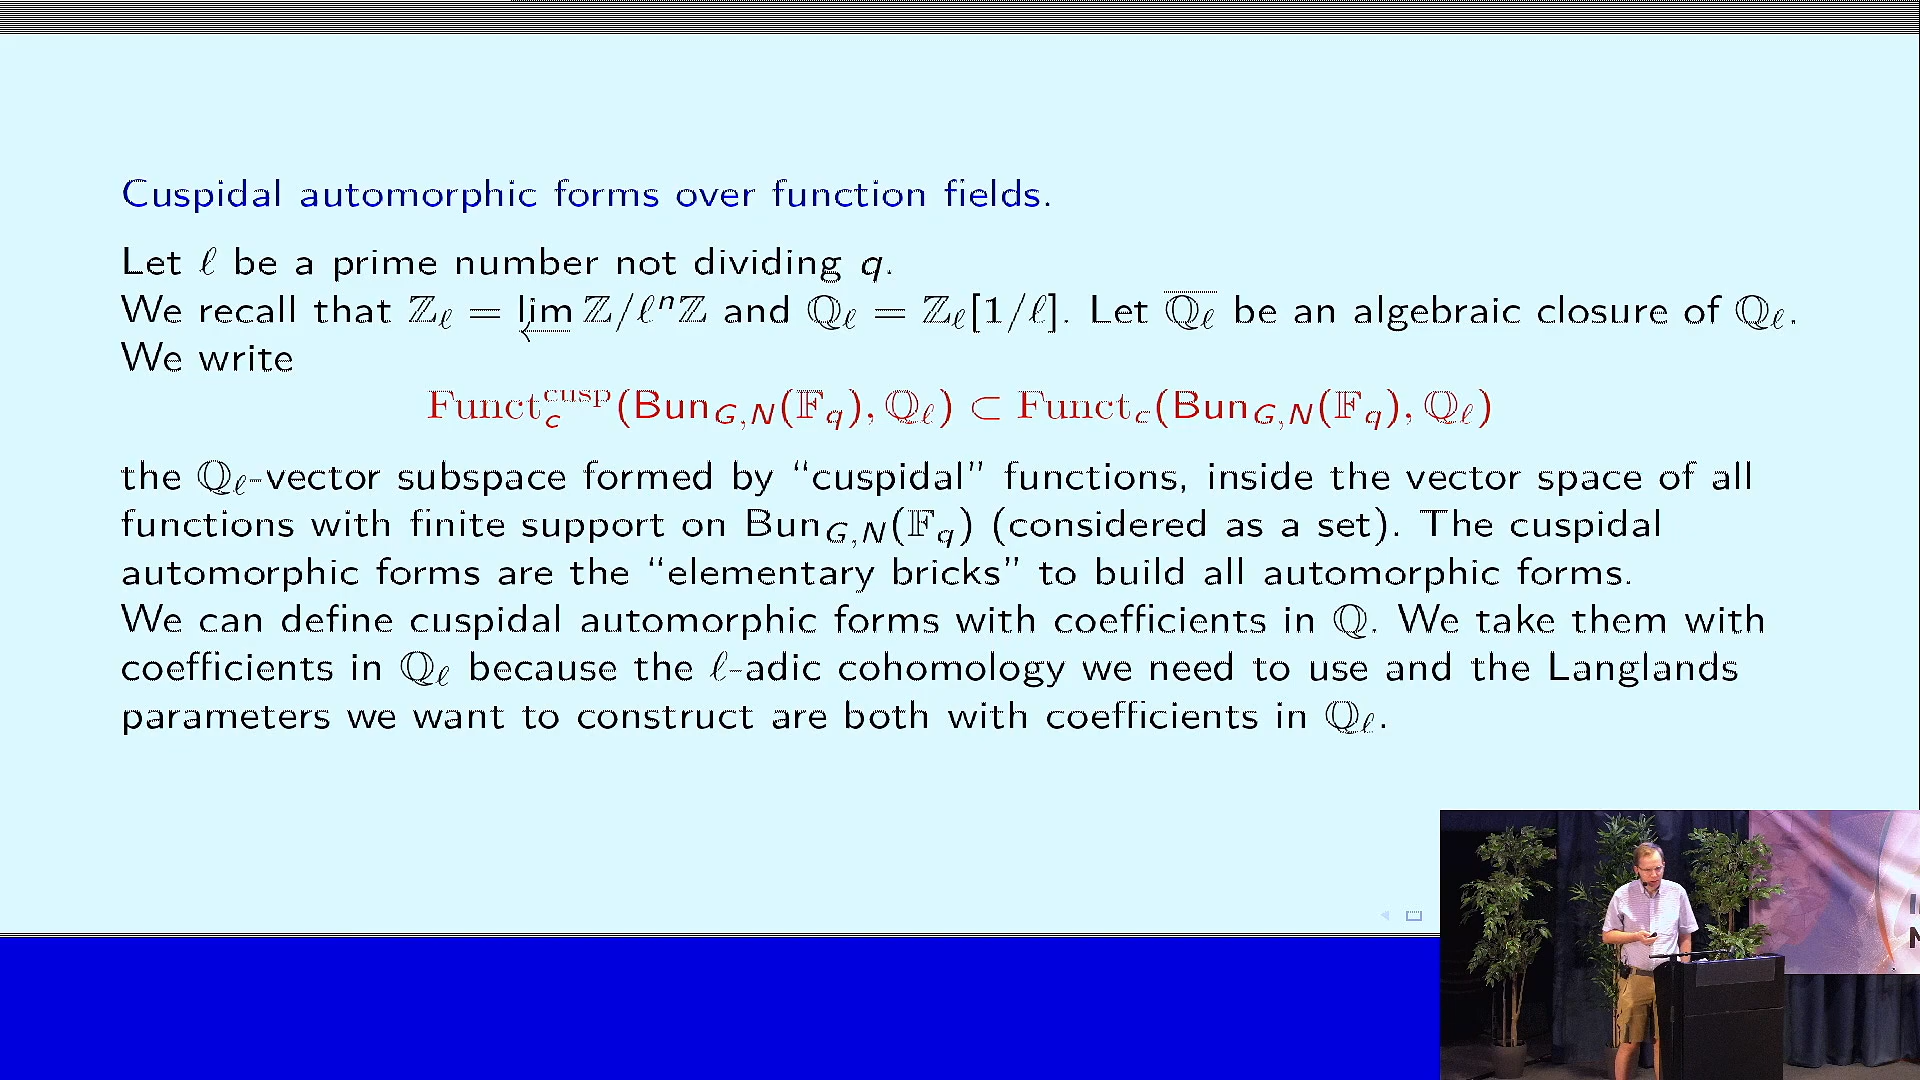 Cuspidal automorphic forms over function fields.
Let ℓ be a prime number not dividing q.
We recall that ℤ_ℓ = lim← ℤ/ℓⁿℤ and ℚ_ℓ = ℤ_ℓ[1/ℓ]. Let \overline{ℚ_ℓ} be an algebraic closure of ℚ_ℓ.
We write
Funct_c^{cusp}(Bun_{G,N}(𝔽_q), ℚ_ℓ) ⊂ Funct_c(Bun_{G,N}(𝔽_q), ℚ_ℓ)
the ℚ_ℓ-vector subspace formed by “cuspidal” functions, inside the vector space of all
functions with finite support on Bun_{G,N}(𝔽_q) (considered as a set). The cuspidal
automorphic forms are the “elementary bricks” to build all automorphic forms.
We can define cuspidal automorphic forms with coefficients in ℚ. We take them with
coefficients in ℚ_ℓ because the ℓ-adic cohomology we need to use and the Langlands
parameters we want to construct are both with coefficients in ℚ_ℓ.